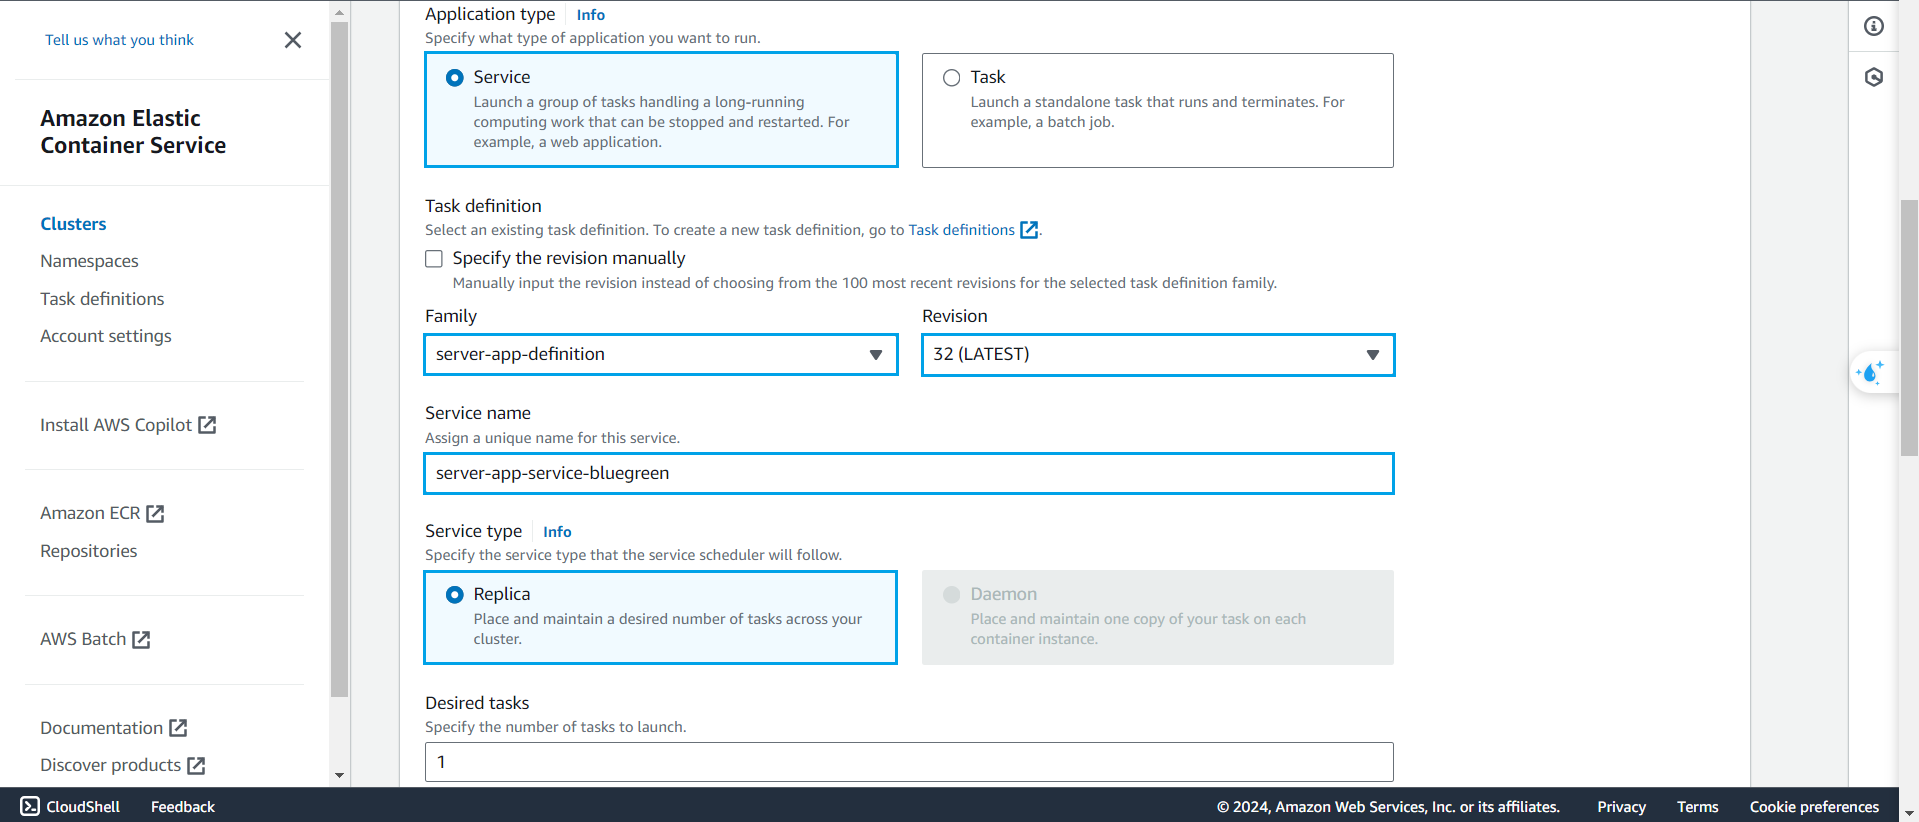 Tell us what you think
Amazon Elastic
Container Service
Clusters
Namespaces
Task definitions
Account settings
Install AWS Copilot
Amazon ECR
Repositories
AWS Batch
Documentation
Discover products
Application type Info
Specify what type of application you want to run.
Service
Launch a group of tasks handling a long-running
computing work that can be stopped and restarted. For
example, a web application.
Task
Launch a standalone task that runs and terminates. For
example, a batch job.
Task definition
Select an existing task definition. To create a new task definition, go to Task definitions.
Specify the revision manually
Manually input the revision instead of choosing from the 100 most recent revisions for the selected task definition family.
Family
server-app-definition
Revision
32 (LATEST)
Service name
Assign a unique name for this service.
server-app-service-bluegreen
Service type Info
Specify the service type that the service scheduler will follow.
Replica
Place and maintain a desired number of tasks across your
cluster.
Daemon
Place and maintain one copy of your task on each
container instance.
Desired tasks
Specify the number of tasks to launch.
1
CloudShell Feedback © 2024, Amazon Web Services, Inc. or its affiliates. Privacy Terms Cookie preferences